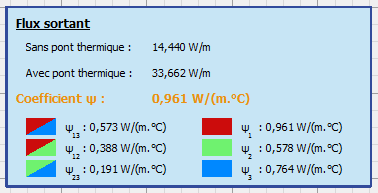 Flux sortant
Sans pont thermique : 14,440 W/m
Avec pont thermique : 33,662 W/m
Coefficient ψ : 0,961 W/(m.°C)
ψ13 : 0,573 W/(m.°C) ψ1 : 0,961 W/(m.°C)
ψ12 : 0,388 W/(m.°C) ψ2 : 0,578 W/(m.°C)
ψ23 : 0,191 W/(m.°C) ψ3 : 0,764 W/(m.°C)